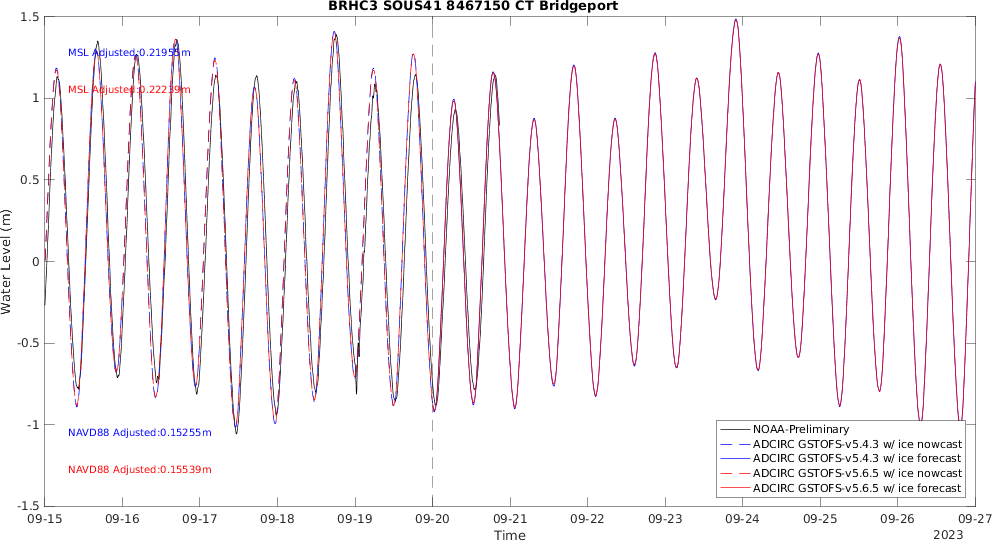 BRHC3 SOUS41 8467150 CT Bridgeport
1.5
1
0.5
0
-0.5
-1
-1.5
Water Level (m)
MSL Adjusted:0.21955m
MSL Adjusted:0.22239m
NAVD88 Adjusted:0.15255m
NAVD88 Adjusted:0.15539m
NOAA-Preliminary
ADCIRC GSTOFS-v5.4.3 w/ ice nowcast
ADCIRC GSTOFS-v5.4.3 w/ ice forecast
ADCIRC GSTOFS-v5.6.5 w/ ice nowcast
ADCIRC GSTOFS-v5.6.5 w/ ice forecast
09-15 09-16 09-17 09-18 09-19 09-20 09-21 09-22 09-23 09-24 09-25 09-26 09-27
Time
2023